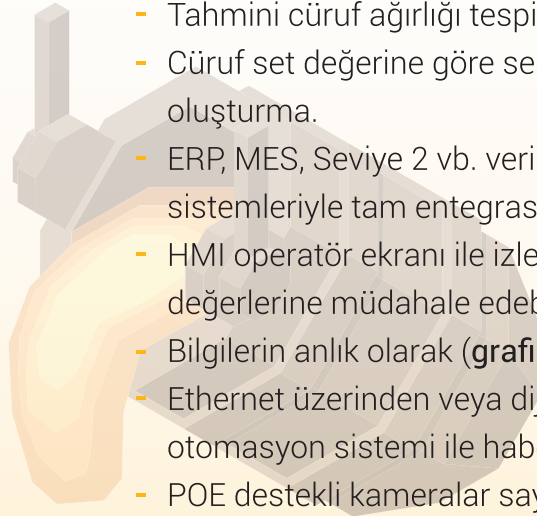 - Tahmini cüruf ağırlığı tespi
- Cüruf set değerine göre se
oluşturma.
- ERP, MES, Seviye 2 vb. veri
sistemleriyle tam entegras
- HMI operatör ekranı ile izle
değerlerine müdahale edeb
- Bilgilerin anlık olarak (grafi
- Ethernet üzerinden veya dij
otomasyon sistemi ile hab
- POE destekli kameralar say